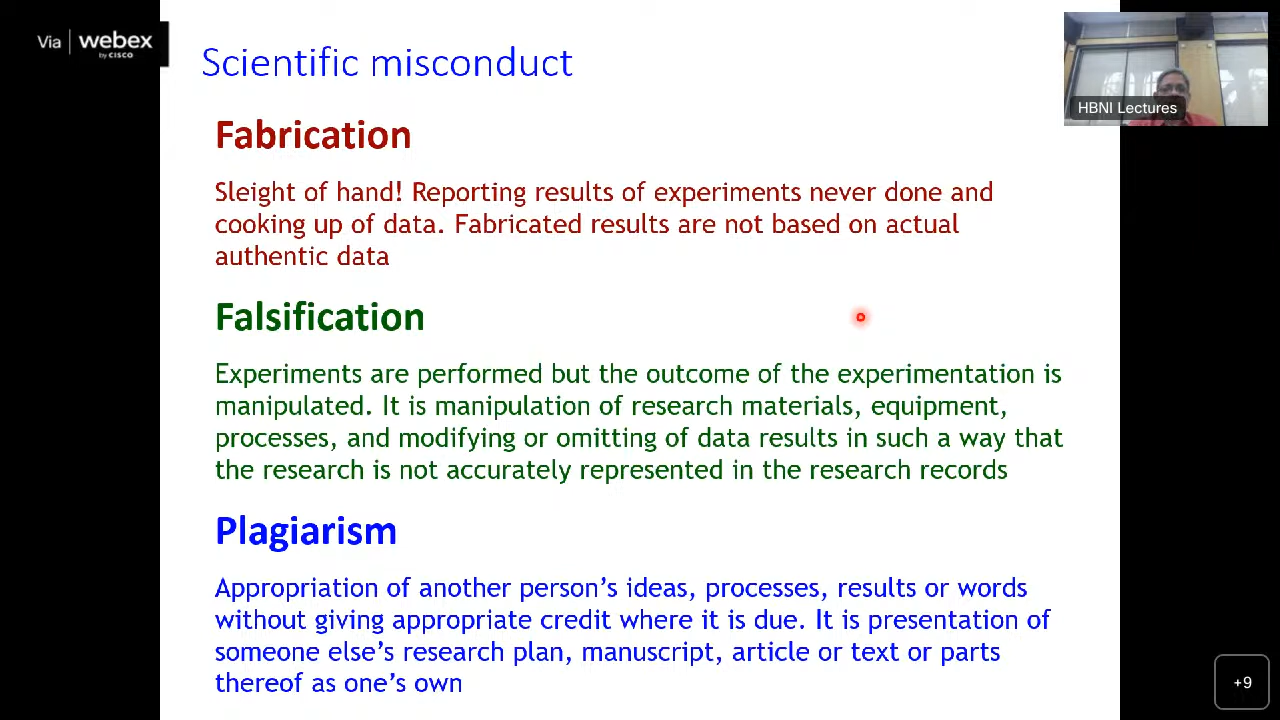 Via webex
by CISCO
Scientific misconduct
HBNI Lectures
Fabrication
Sleight of hand! Reporting results of experiments never done and
cooking up of data. Fabricated results are not based on actual
authentic data
Falsification
Experiments are performed but the outcome of the experimentation is
manipulated. It is manipulation of research materials, equipment,
processes, and modifying or omitting of data results in such a way that
the research is not accurately represented in the research records
Plagiarism
Appropriation of another person’s ideas, processes, results or words
without giving appropriate credit where it is due. It is presentation of
someone else’s research plan, manuscript, article or text or parts
thereof as one’s own
+9